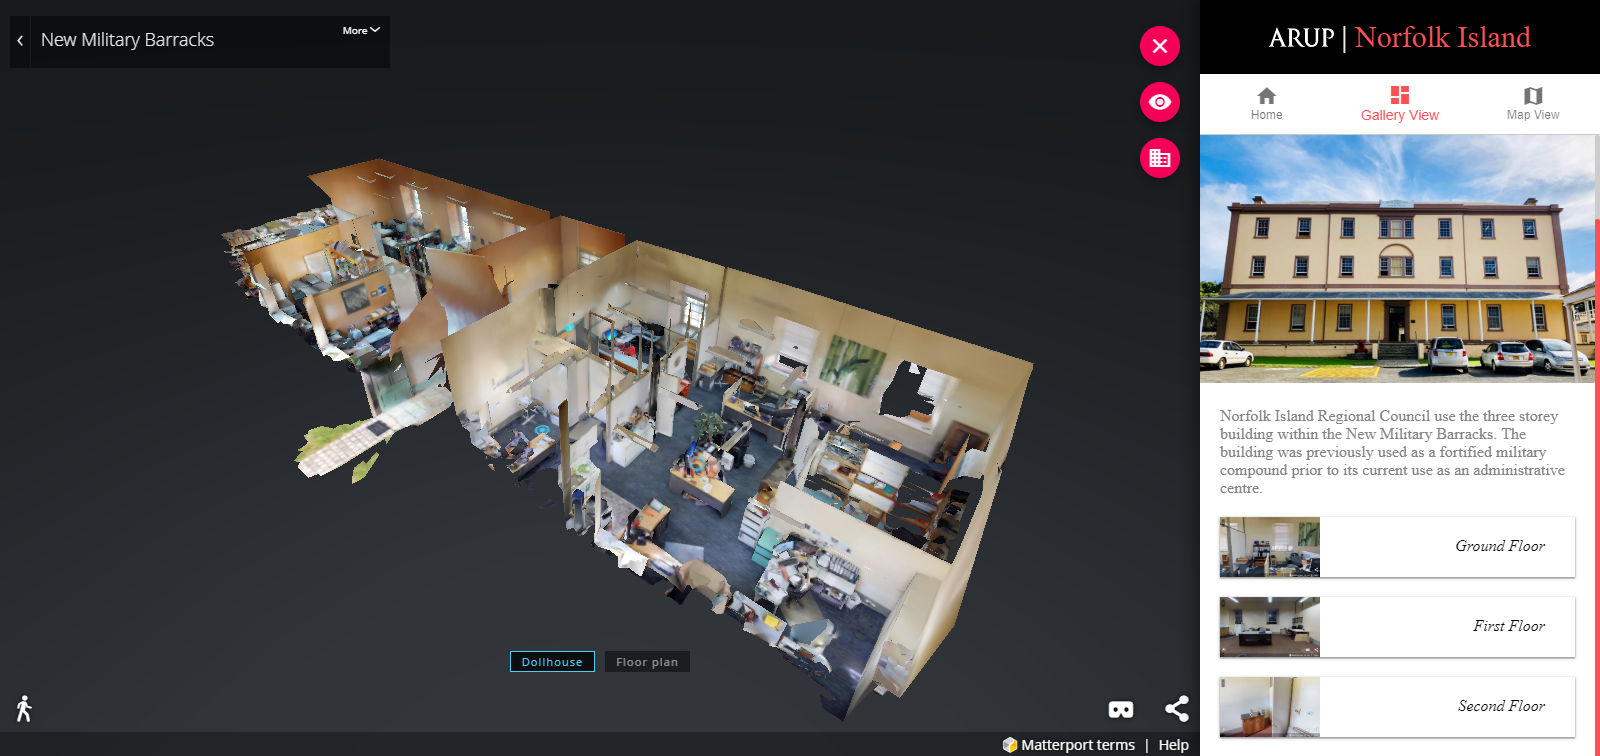 New Military Barracks
More
ARUP | Norfolk Island
Home
Gallery View
Map View
Norfolk Island Regional Council use the three storey
building within the New Military Barracks. The
building was previously used as a fortified military
compound prior to its current use as an administrative
centre.
Ground Floor
First Floor
Second Floor
Dollhouse
Floor plan
Matterport terms | Help